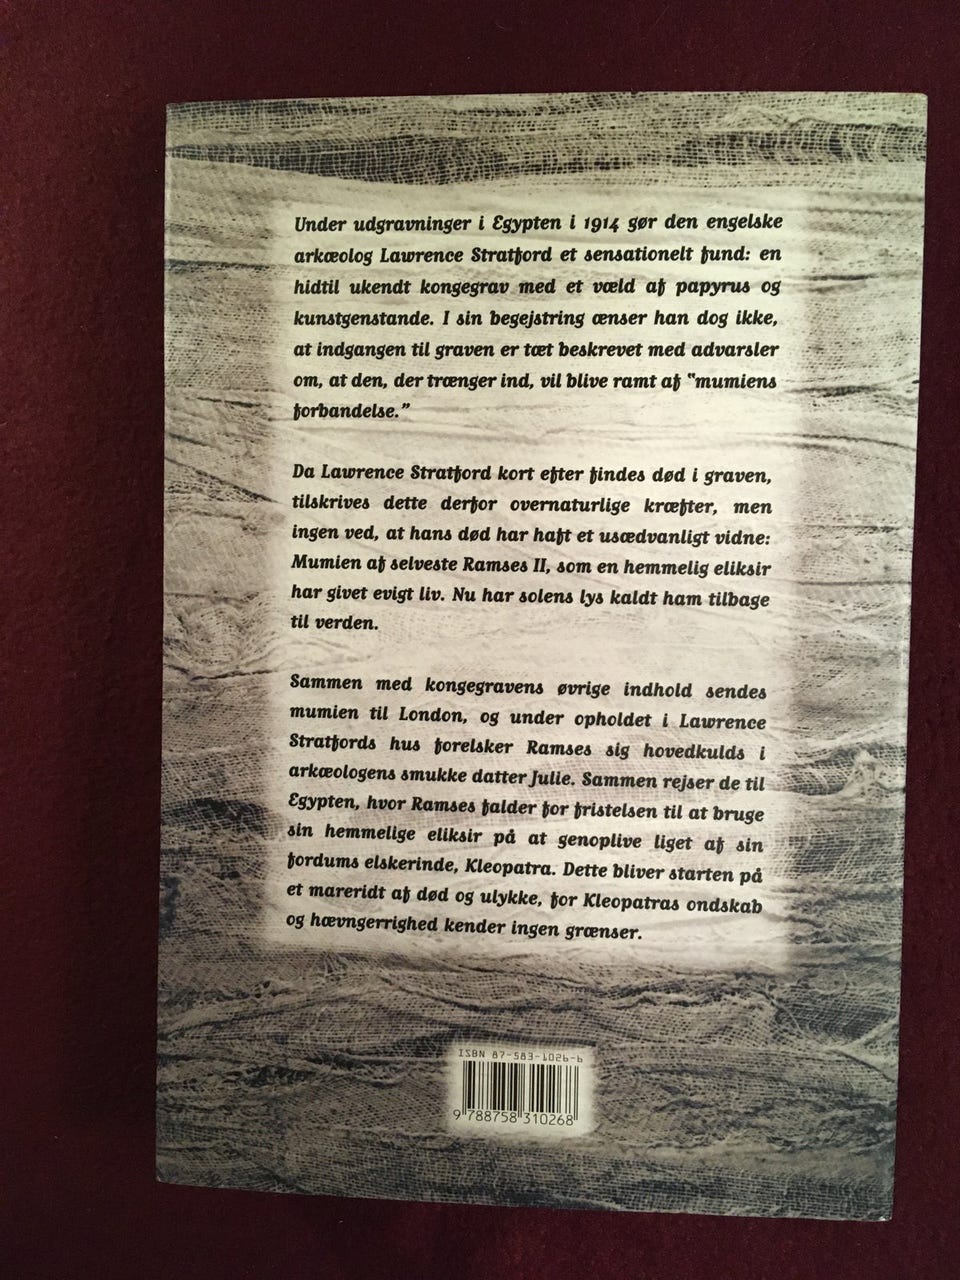 Under udgravninger i Egypten i 1914 gør den engelske
arkæolog Lawrence Stratford et sensationelt fund: en
hidtil ukendt kongegrav med et væld af papyrus og
kunstgenstande. I sin begejstring ænser han dog ikke,
at indgangen til graven er tæt beskrevet med advarsler
om, at den, der trænger ind, vil blive ramt af "mumiens
forbandelse."
Da Lawrence Stratford kort efter findes død i graven,
tilskrives dette derfor overnaturlige kræfter, men
ingen ved, at hans død har haft et usædvanligt vidne:
Mumien af selveste Ramses II, som en hemmelig eliksir
har givet evigt liv. Nu har solens lys kaldt ham tilbage
til verden.
Sammen med kongegravens øvrige indhold sendes
mumien til London, og under opholdet i Lawrence
Stratfords hus forelsker Ramses sig hovedkulds i
arkæologens smukke datter Julie. Sammen rejser de til
Egypten, hvor Ramses falder for fristelsen til at bruge
sin hemmelige eliksir på at genoplive liget af sin
fordums elskerinde, Kleopatra. Dette bliver starten på
et mareridt af død og ulykke, for Kleopatras ondskab
og hævngerrighed kender ingen grænser.
ISBN 87-583-1026-6
9 788758 310268